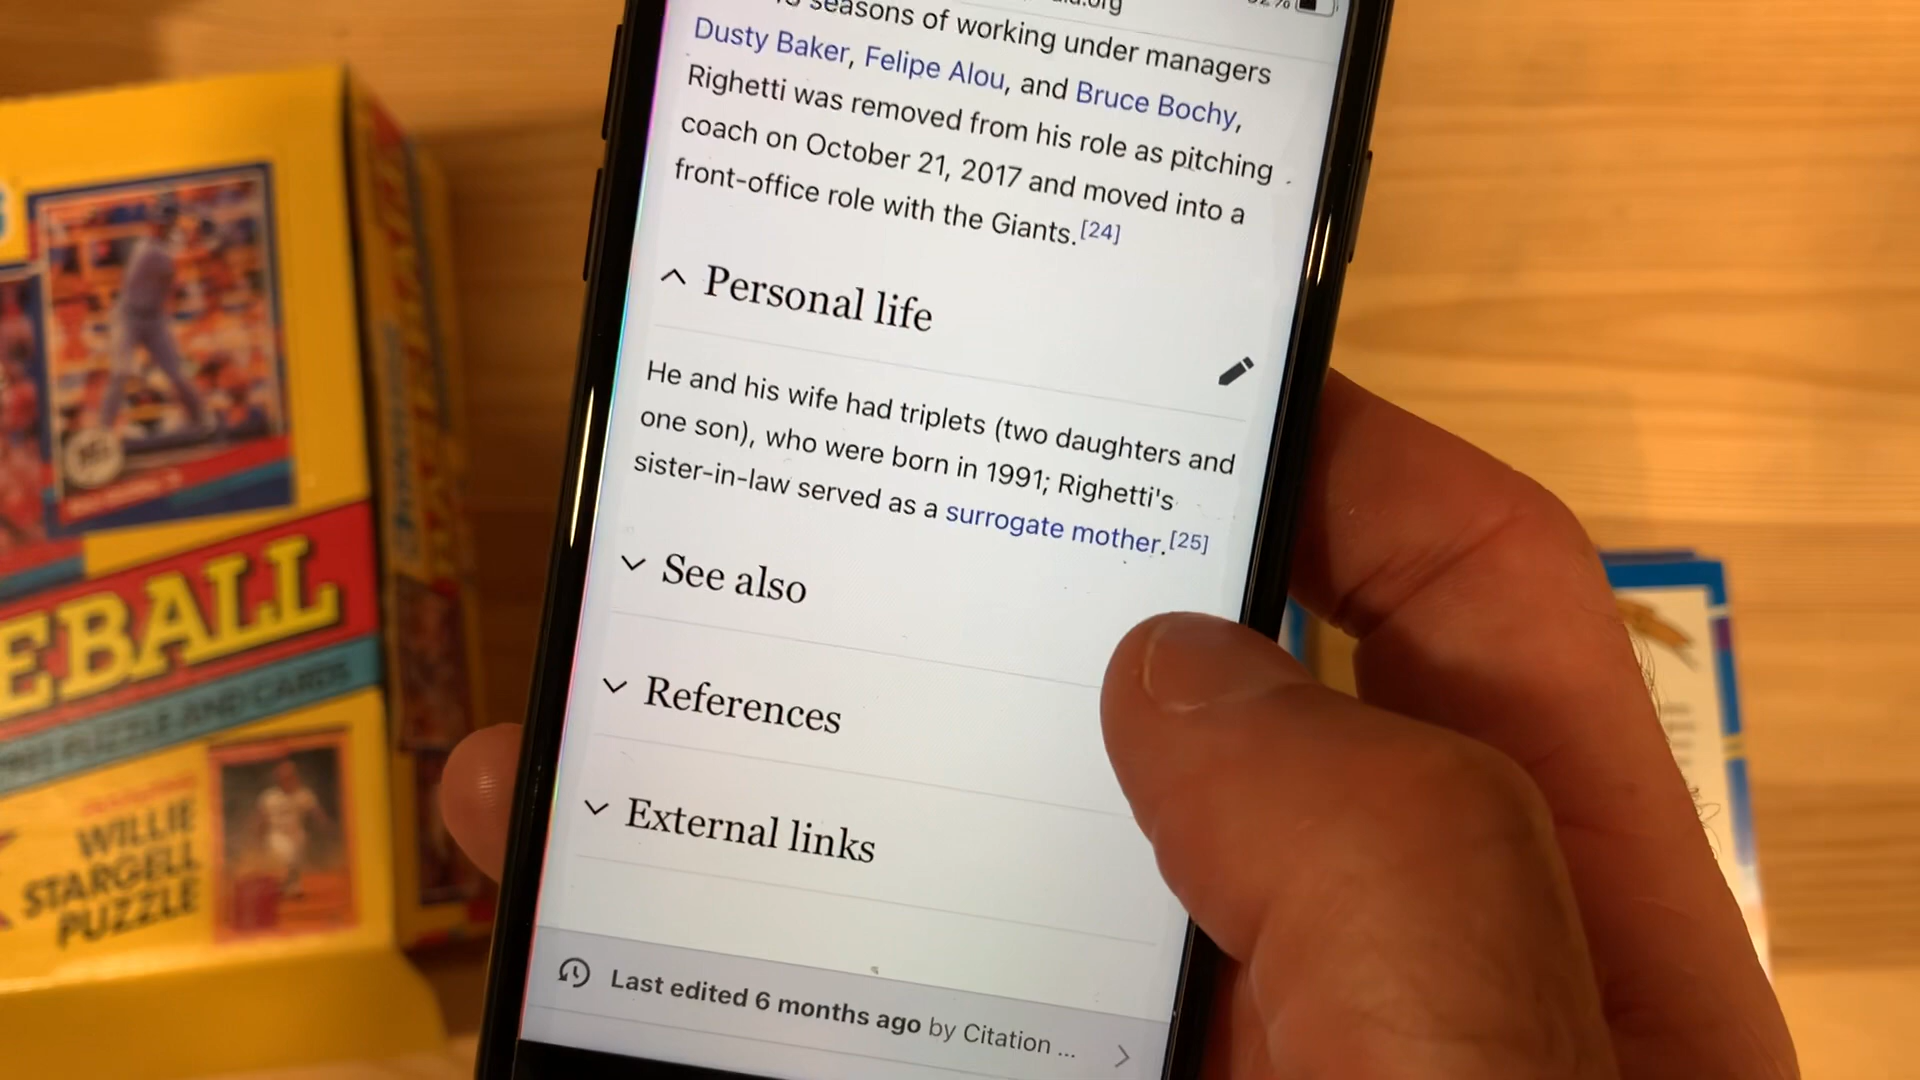 seasons of working under managers
Dusty Baker, Felipe Alou, and Bruce Bochy,
Righetti was removed from his role as pitching
coach on October 21, 2017 and moved into a
front-office role with the Giants.[24]
Personal life
He and his wife had triplets (two daughters and
one son), who were born in 1991; Righetti's
sister-in-law served as a surrogate mother.[25]
See also
References
External links
Last edited 6 months ago by Citation ...
EBALL
PUZZLE AND CARDS
WILLIE
STARGELL
PUZZLE